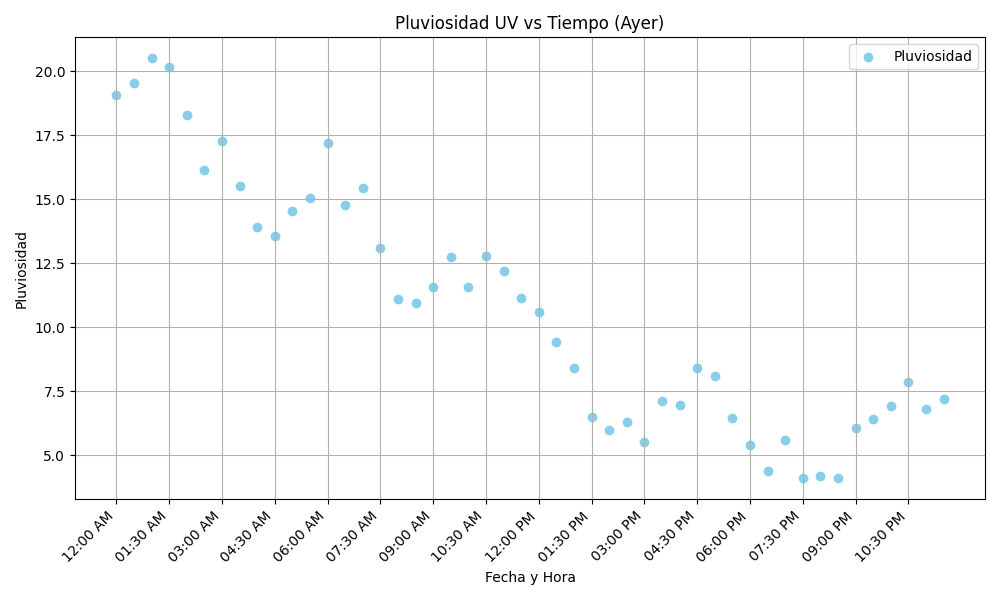 Pluviosidad UV vs Tiempo (Ayer)
Pluviosidad
20.0
17.5
15.0
12.5
10.0
7.5
5.0
Pluviosidad
12:00 AM
01:30 AM
03:00 AM
04:30 AM
06:00 AM
07:30 AM
09:00 AM
10:30 AM
12:00 PM
01:30 PM
03:00 PM
04:30 PM
06:00 PM
07:30 PM
09:00 PM
10:30 PM
Fecha y Hora